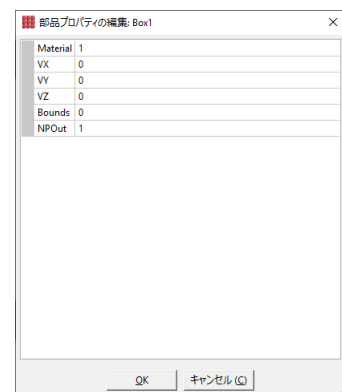 部品プロパティの編集: Box1
Material 1
VX 0
VY 0
VZ 0
Bounds 0
NPOut 1
OK キャンセル (C)